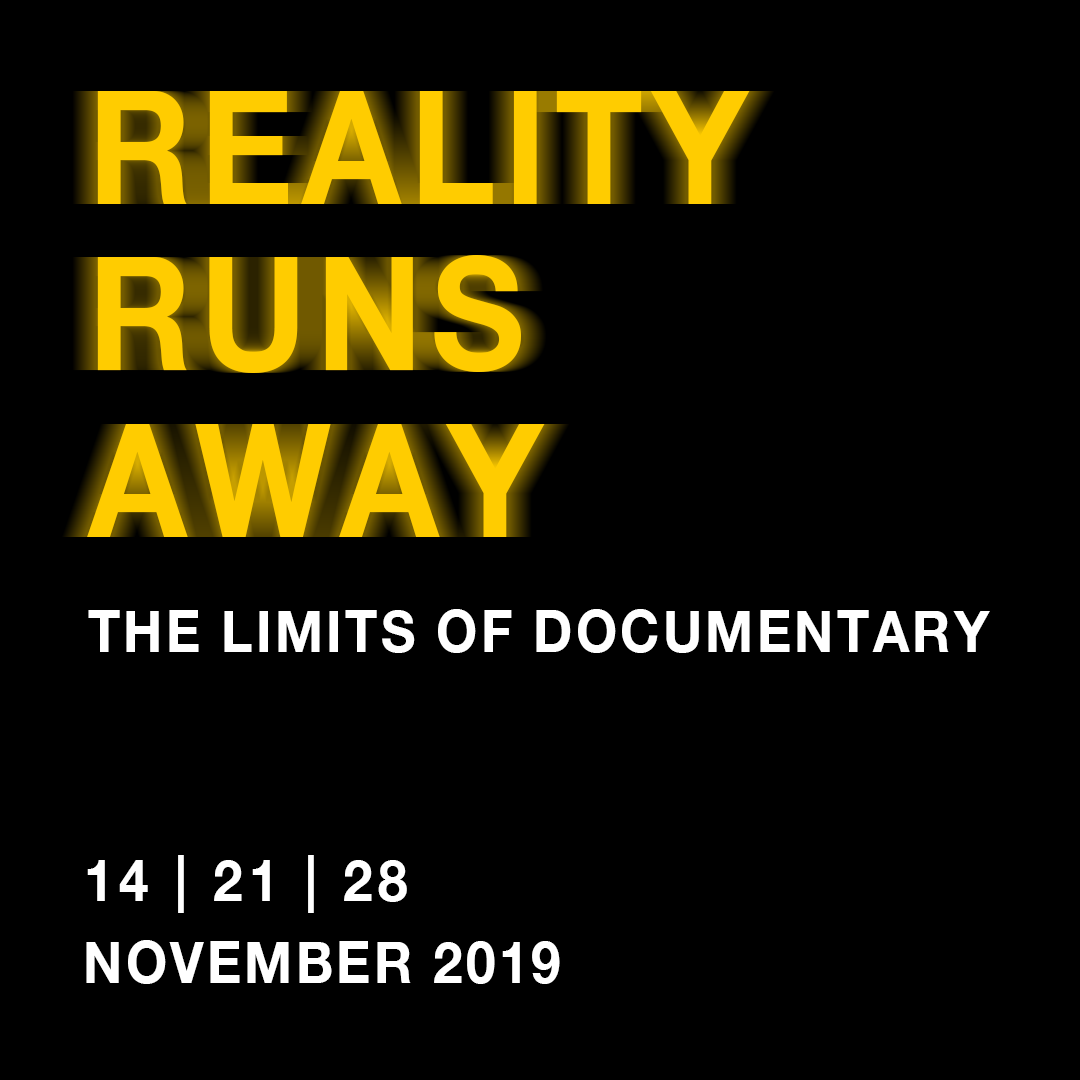 REALITY
RUNS
AWAY
THE LIMITS OF DOCUMENTARY
14 | 21 | 28
NOVEMBER 2019